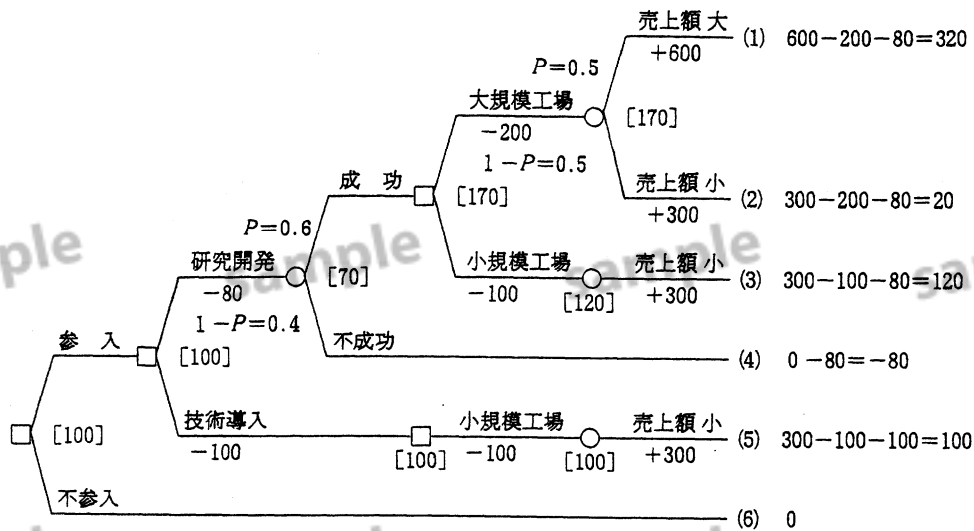 売上額 大
+600
(1) 600-200-80=320
P=0.5
大規模工場
-200
[170]
1-P=0.5
成 功
[170]
売上額 小
+300
(2) 300-200-80=20
P=0.6
研究開発
-80
[70]
小規模工場
-100
[120]
売上額 小
+300
(3) 300-100-80=120
1-P=0.4
参 入
[100]
不成功
(4) 0-80=-80
[100]
技術導入
-100
[100]
小規模工場
-100
[100]
売上額 小
+300
(5) 300-100-100=100
不参入
(6) 0
sample
sample
sample
sa